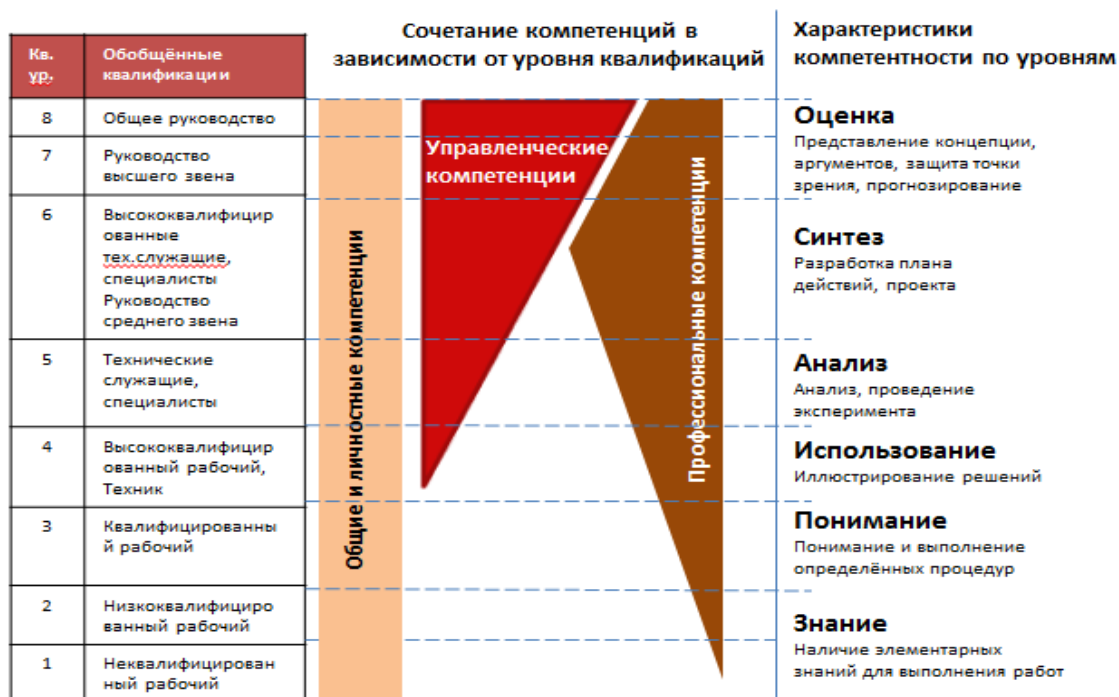 Кв.
ур.
Обобщённые
квалификации
8
Общее руководство
7
Руководство
высшего звена
6
Высококвалифицир
ованные
тех.служащие,
специалисты
Руководство
среднего звена
5
Технические
служащие,
специалисты
4
Высококвалифицир
ованный рабочий,
Техник
3
Квалифицированны
й рабочий
2
Низкоквалифициро
ванный рабочий
1
Неквалифицирован
ный рабочий
Сочетание компетенций в
зависимости от уровня квалификаций
Общие и личностные компетенции
Управленческие
компетенции
Профессиональные компетенции
Характеристики
компетентности по уровням
Оценка
Представление концепции,
аргументов, защита точки
зрения, прогнозирование
Синтез
Разработка плана
действий, проекта
Анализ
Анализ, проведение
эксперимента
Использование
Иллюстрирование решений
Понимание
Понимание и выполнение
определённых процедур
Знание
Наличие элементарных
знаний для выполнения работ